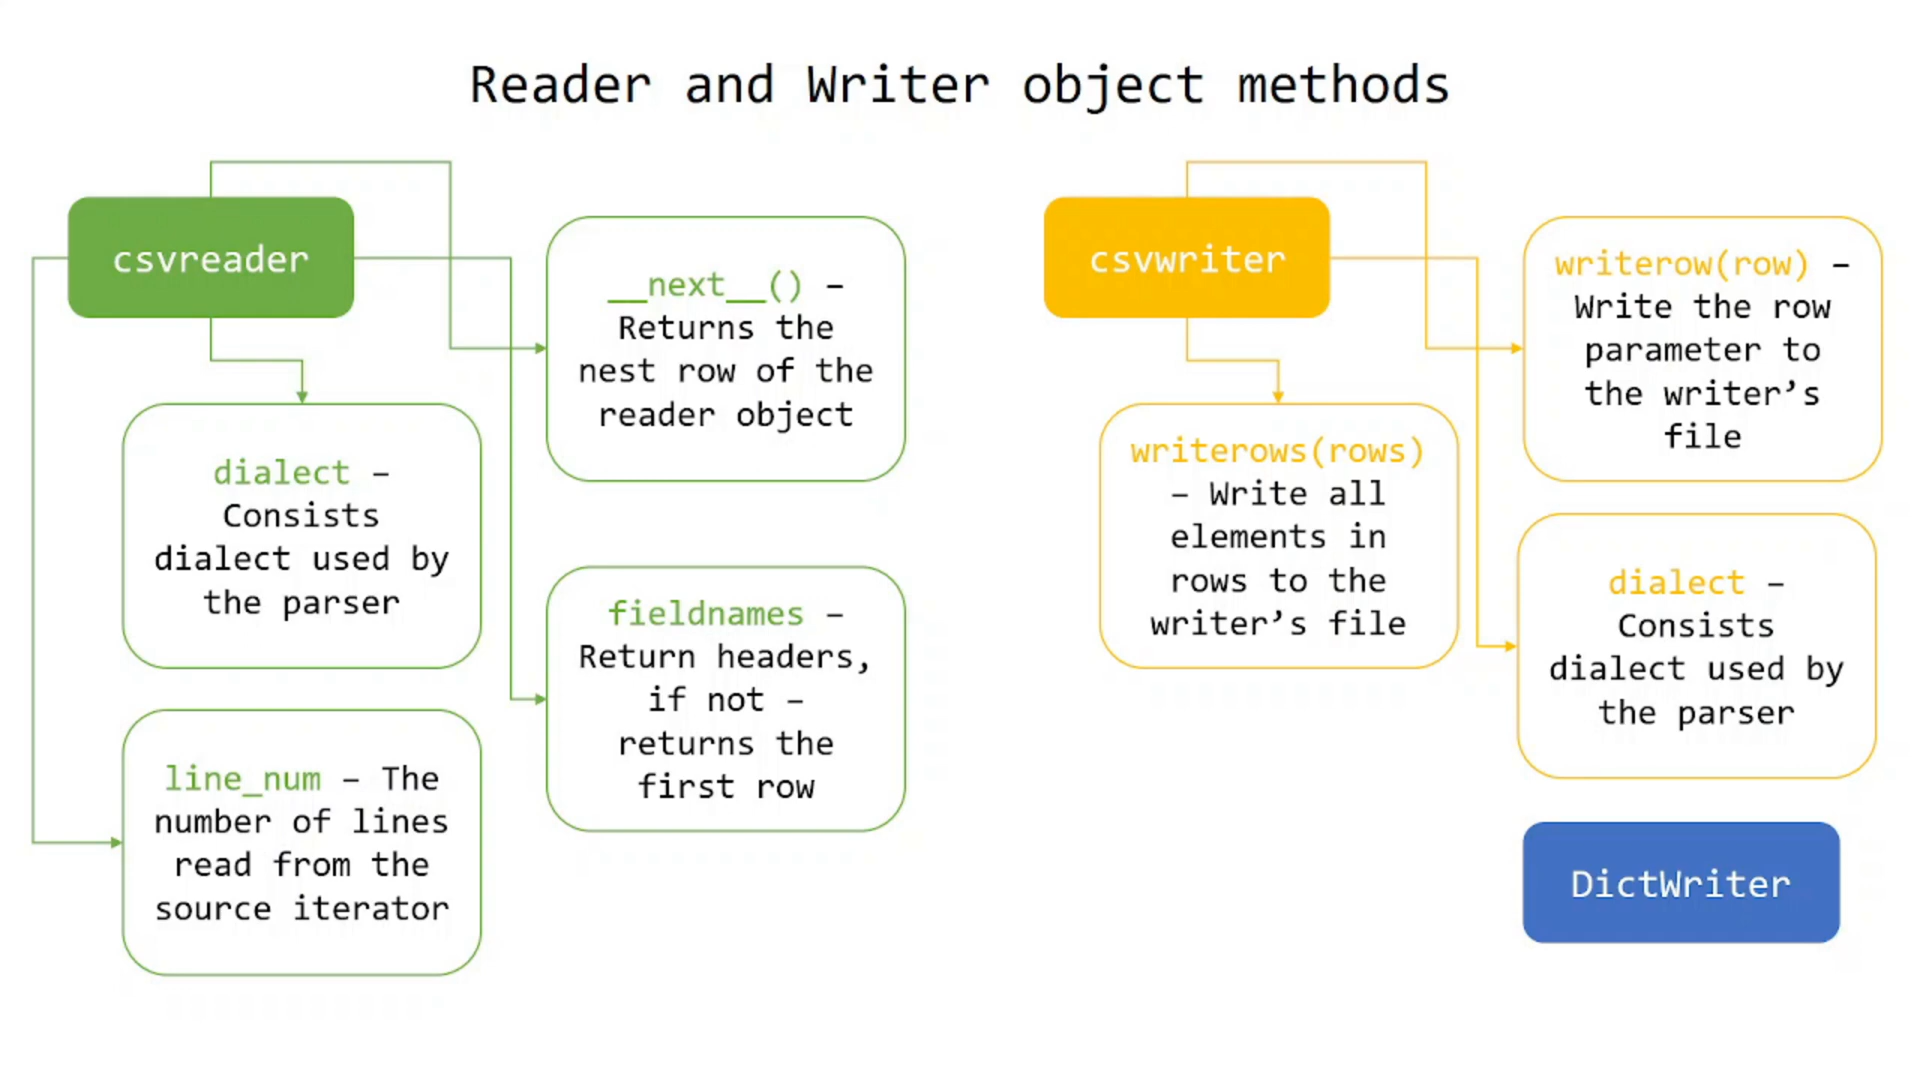 Reader and Writer object methods
csvreader
__next__() –
Returns the
nest row of the
reader object
dialect –
Consists
dialect used by
the parser
fieldnames –
Return headers,
if not –
returns the
first row
line_num – The
number of lines
read from the
source iterator
csvwriter
writerow(row) –
Write the row
parameter to
the writer’s
file
writerows(rows)
– Write all
elements in
rows to the
writer’s file
dialect –
Consists
dialect used by
the parser
DictWriter